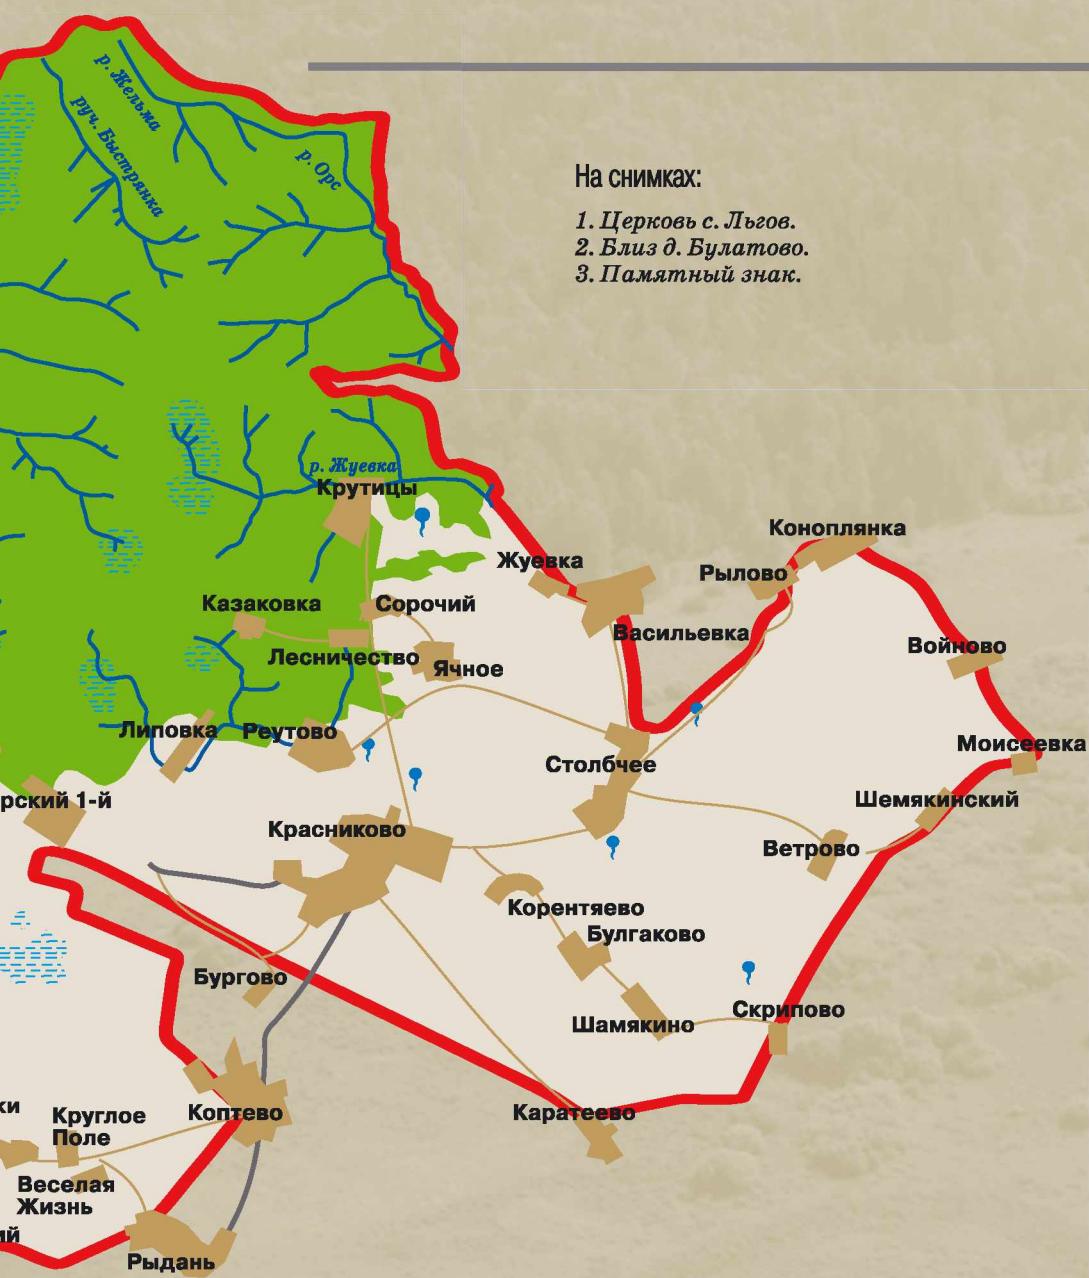 р. Жельма
руч. Быстрянка
р. Орс
На снимках:
1. Церковь с. Льгов.
2. Близ д. Булатово.
3. Памятный знак.
р. Жуевка
Крутицы
Коноплянка
Жуевка
Рылово
Казаковка
Сорочий
Васильевка
Войново
Лесничество
Ячное
Липовка
Реутово
Моисеевка
Столбчее
рский 1-й
Шемякинский
Красниково
Ветрово
Корентяево
Булгаково
Бургово
Скрипово
Шамякино
ки
Круглое
Поле
Коптево
Каратеево
Веселая
Жизнь
ий
Рыдань